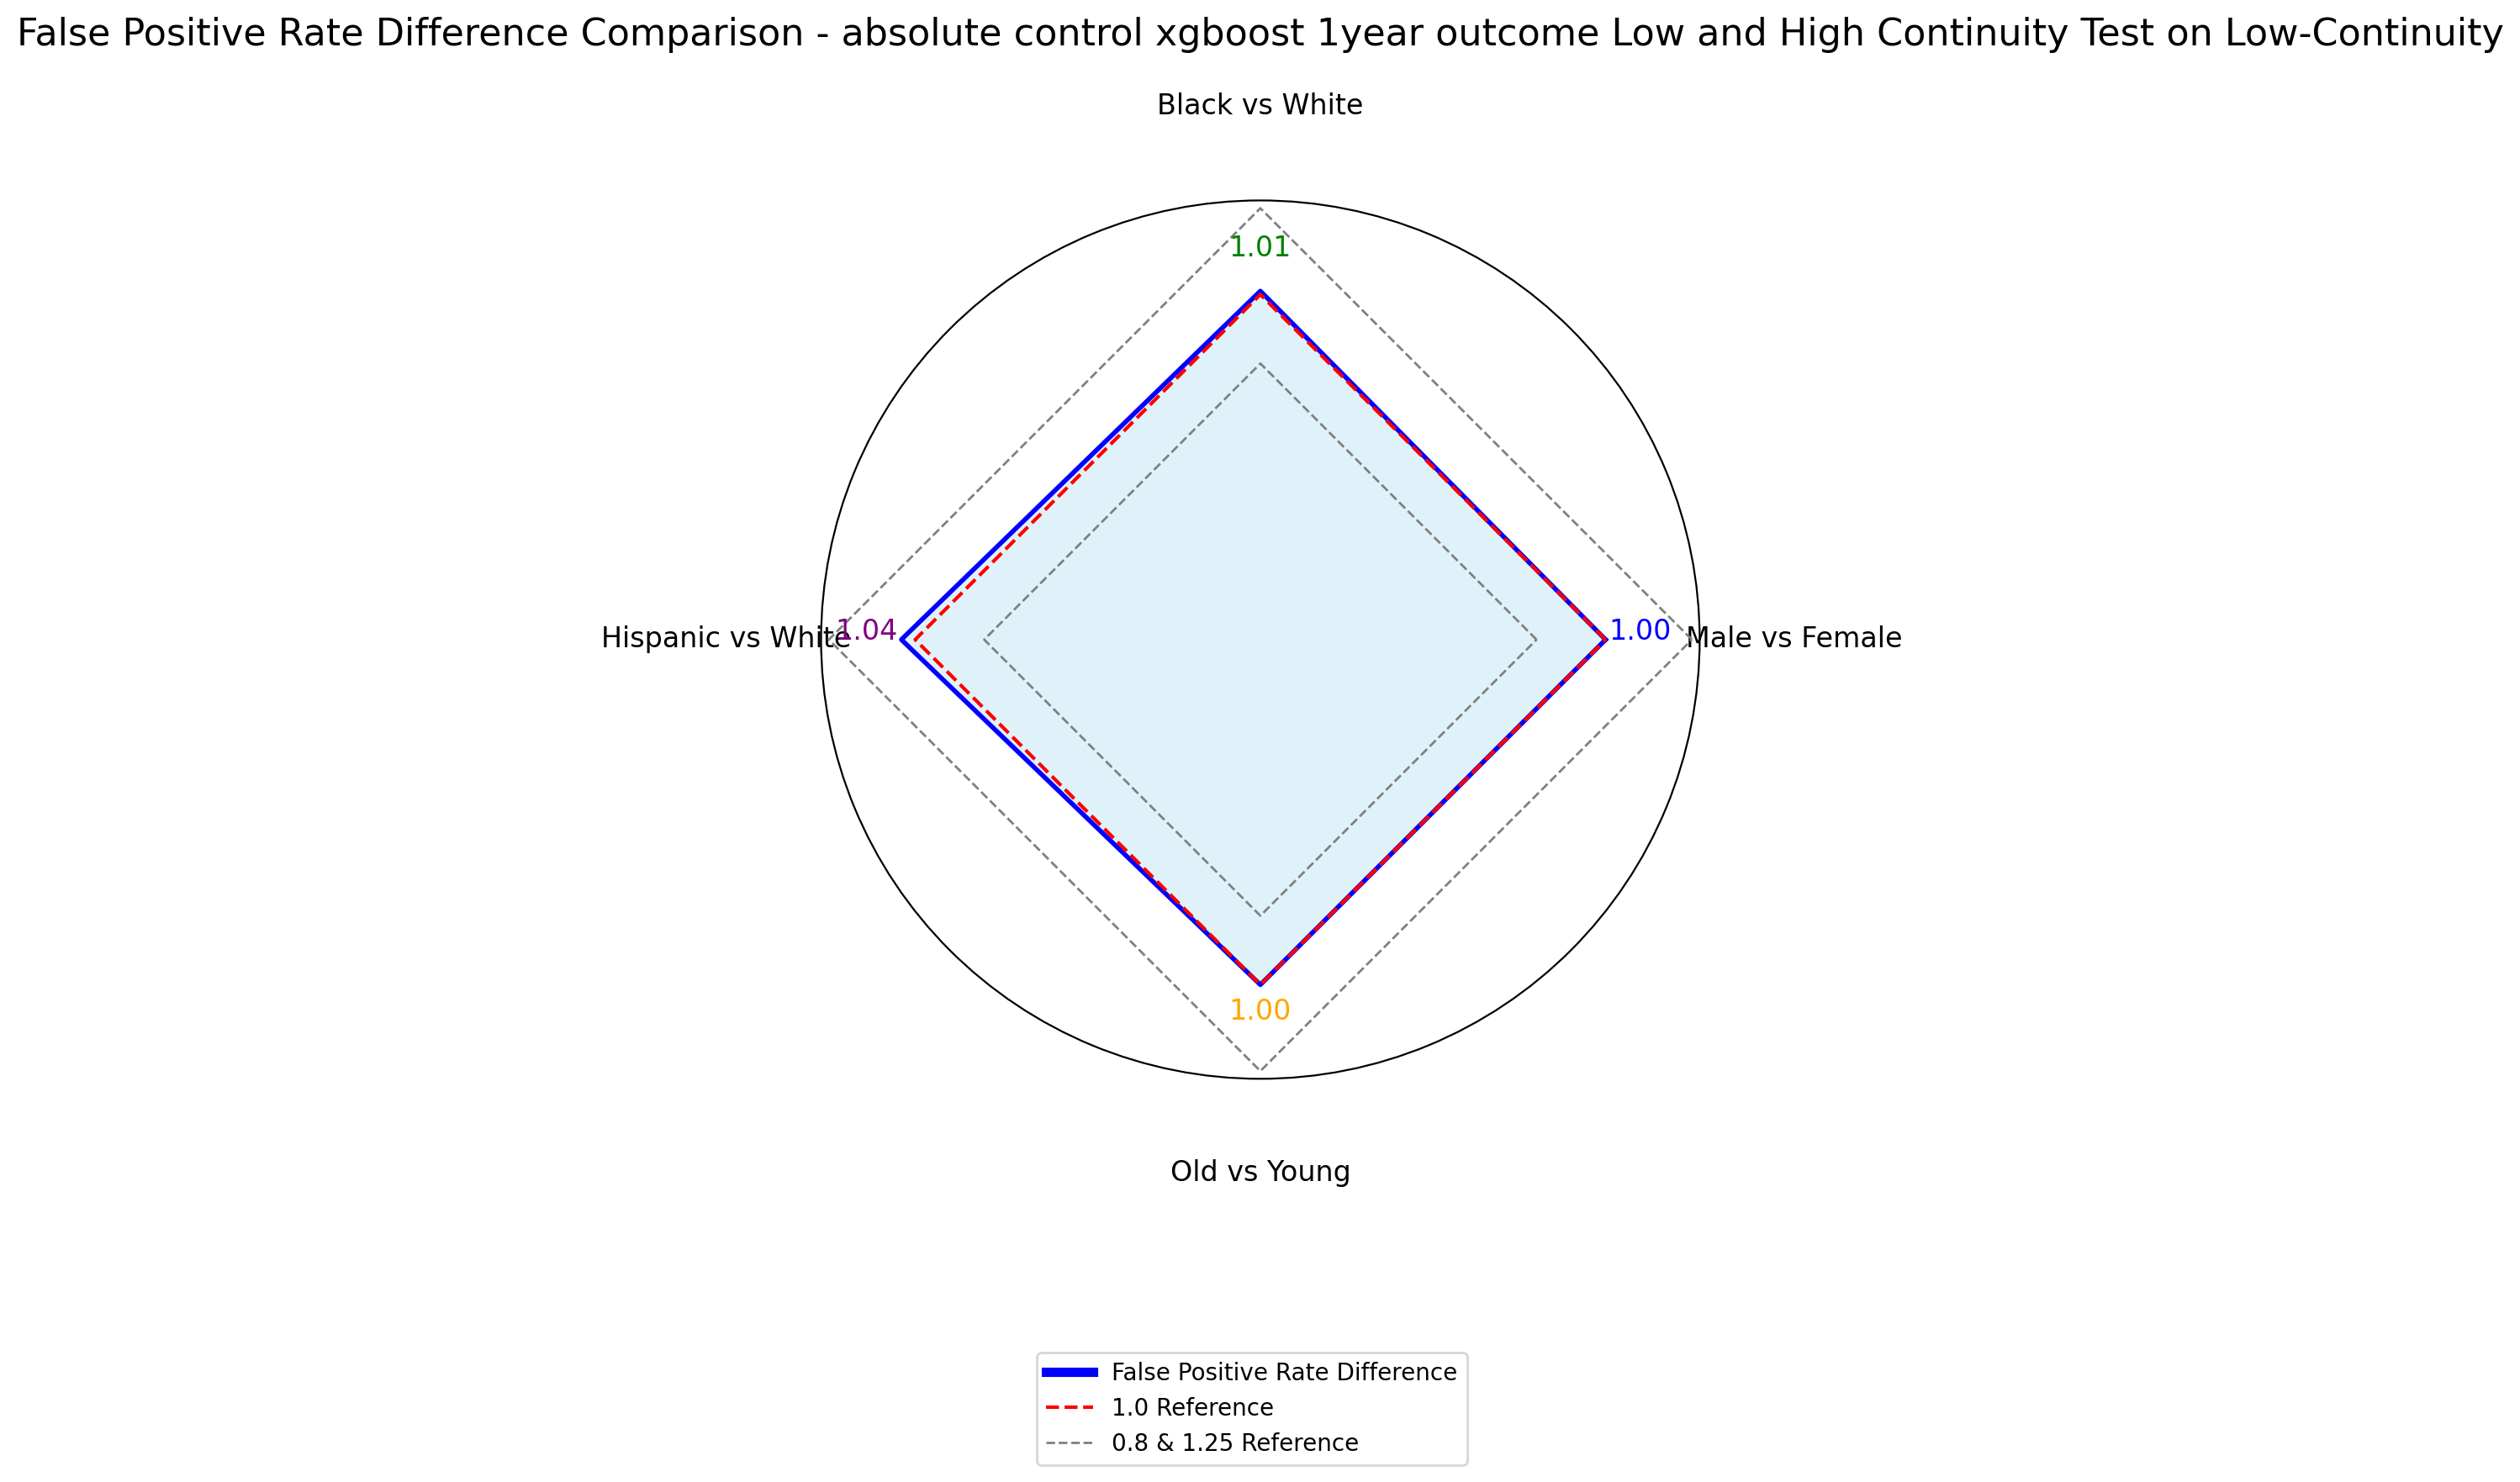 False Positive Rate Difference Comparison - absolute control xgboost 1year outcome Low and High Continuity Test on Low-Continuity
Black vs White
1.01
Hispanic vs White
1.04
1.00
Male vs Female
1.00
Old vs Young
False Positive Rate Difference
1.0 Reference
0.8 & 1.25 Reference